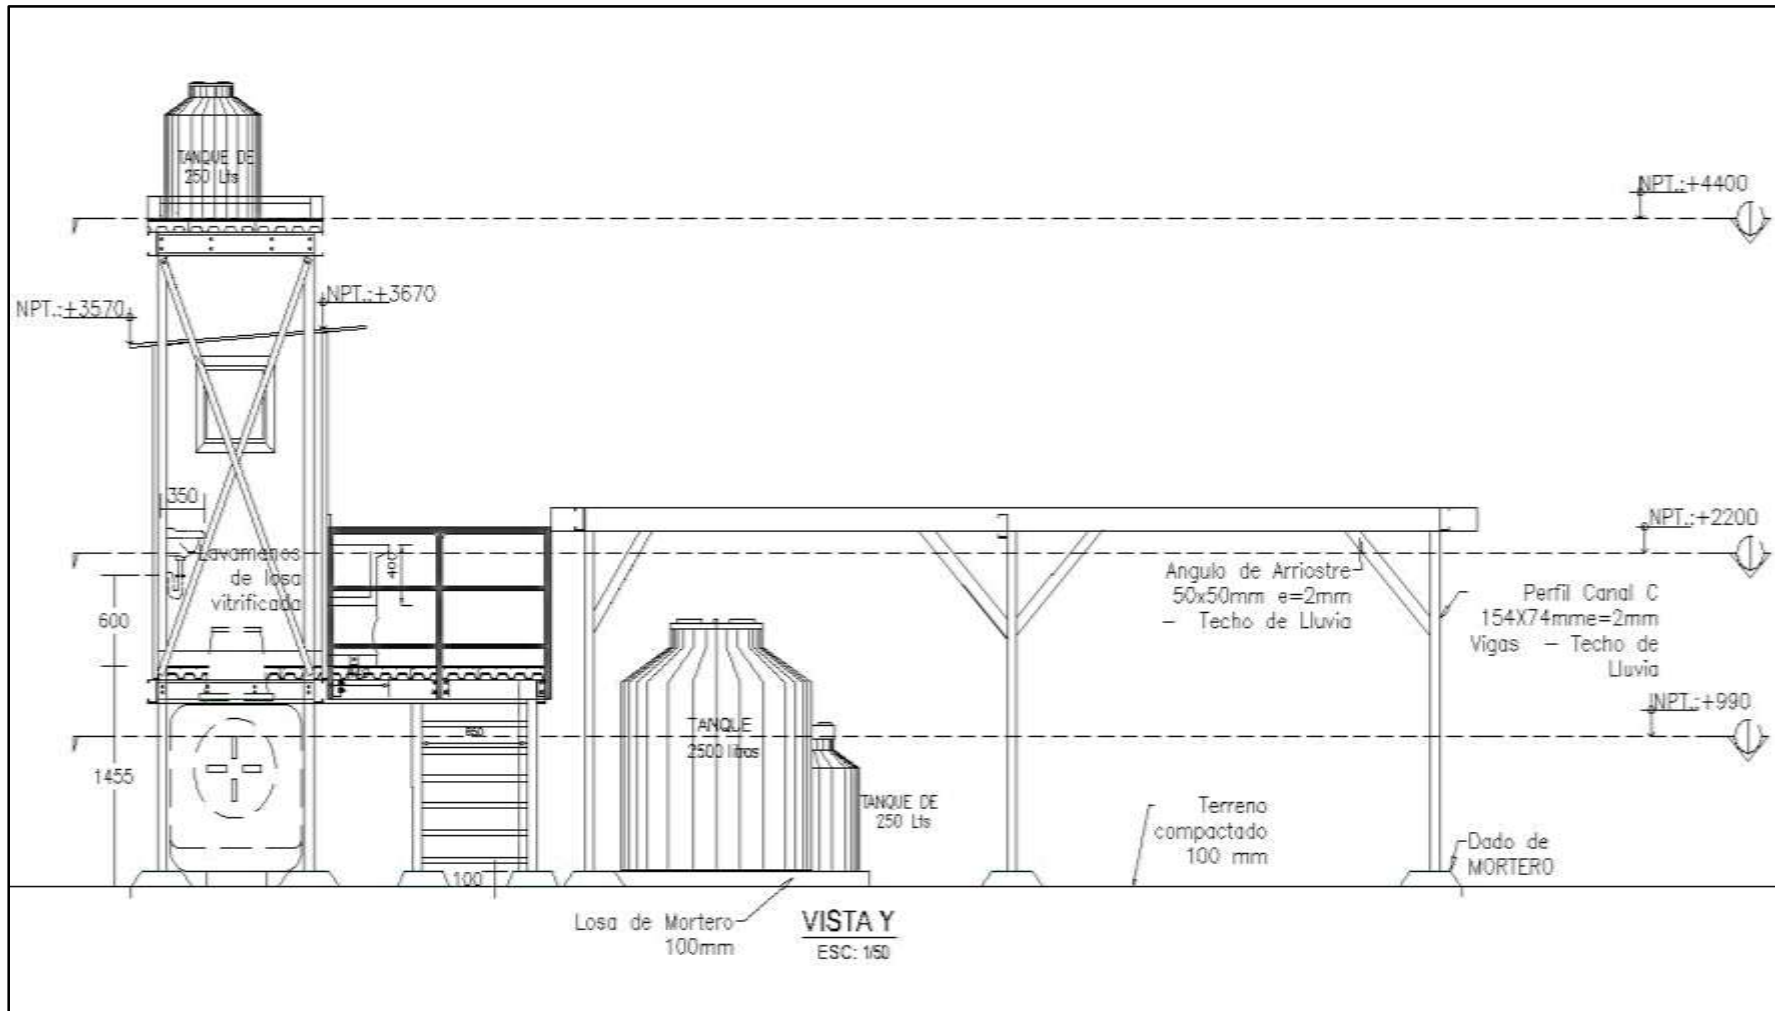 TANQUE DE
250 Lts
NPT.:+4400
NPT.:+3570
NPT.:+3670
350
NPT.:+2200
Lavamanos
de losa
vitrificada
400
600
Angulo de Arriostre
50x50mm e=2mm
– Techo de Lluvia
Perfil Canal C
154X74mme=2mm
Vigas – Techo de
Lluvia
NPT.:+990
TANQUE
2500 litros
1455
TANQUE DE
250 Lts
Terreno
compactado
100 mm
Dado de
MORTERO
100
Losa de Mortero
100mm
VISTA Y
ESC: 1/50